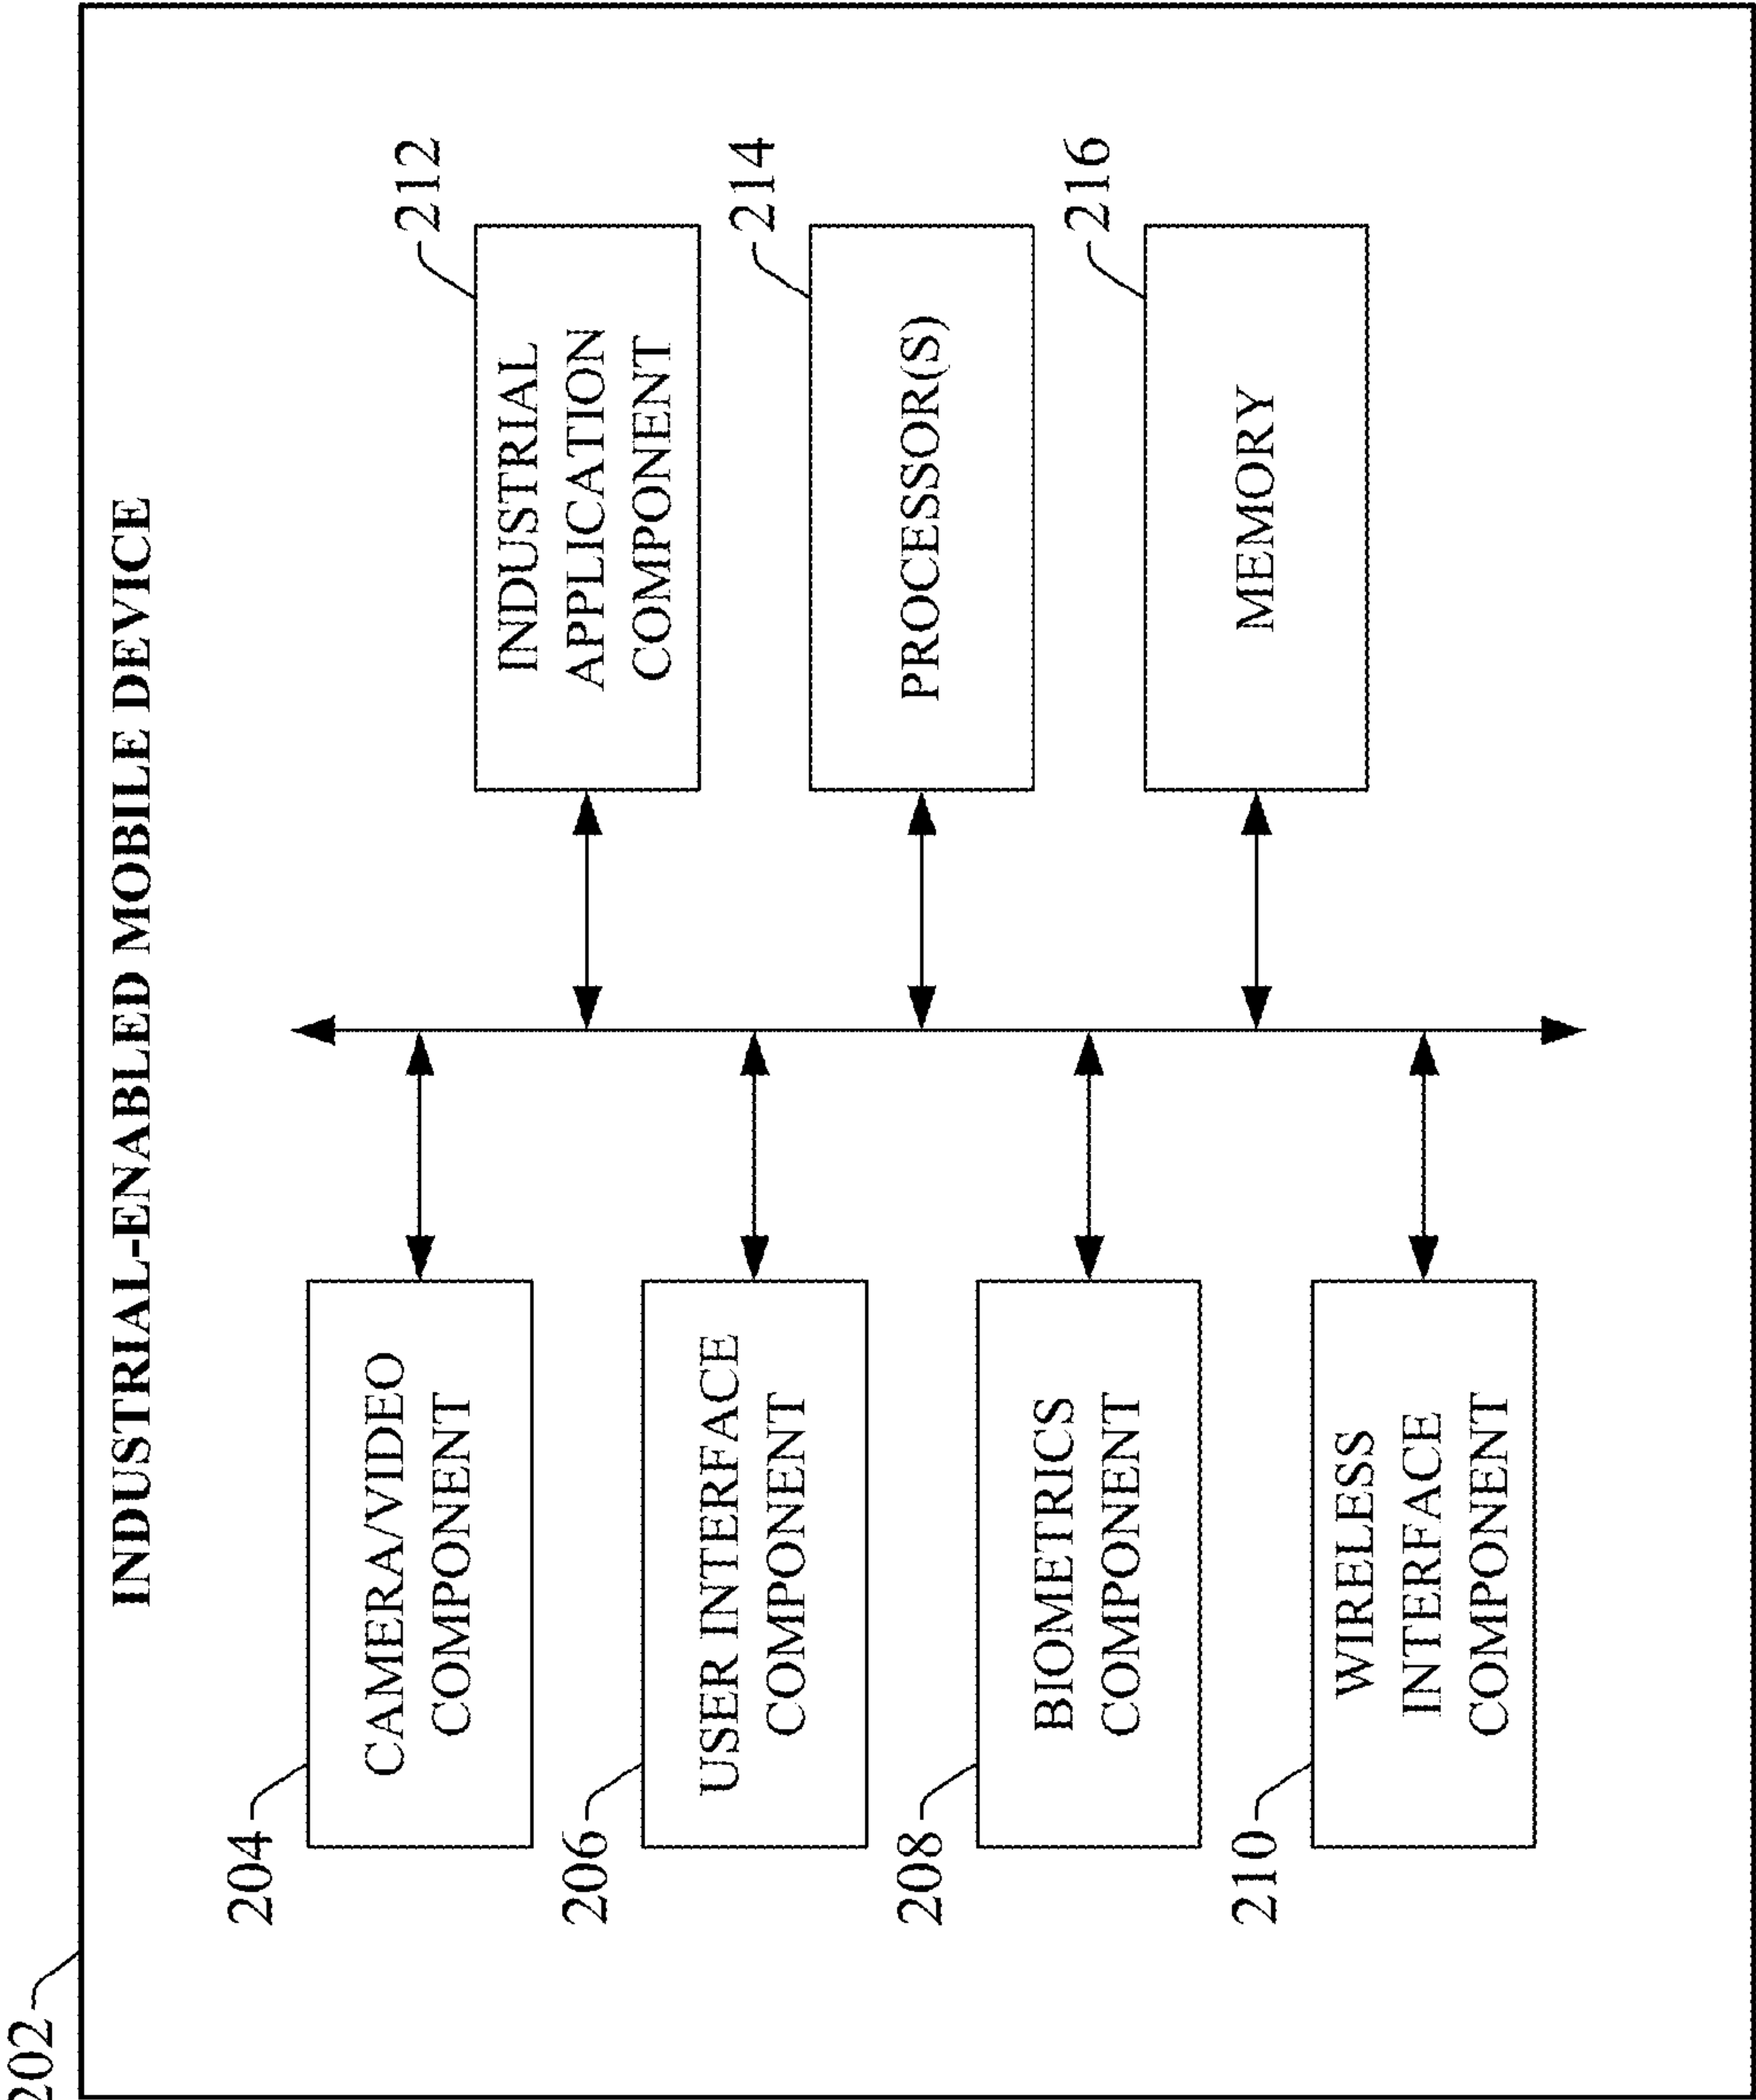 202
INDUSTRIAL-ENABLED MOBILE DEVICE
204
CAMERA/VIDEO
COMPONENT
206
USER INTERFACE
COMPONENT
208
BIOMETRICS
COMPONENT
210
WIRELESS
INTERFACE
COMPONENT
212
INDUSTRIAL
APPLICATION
COMPONENT
214
PROCESSOR(S)
216
MEMORY